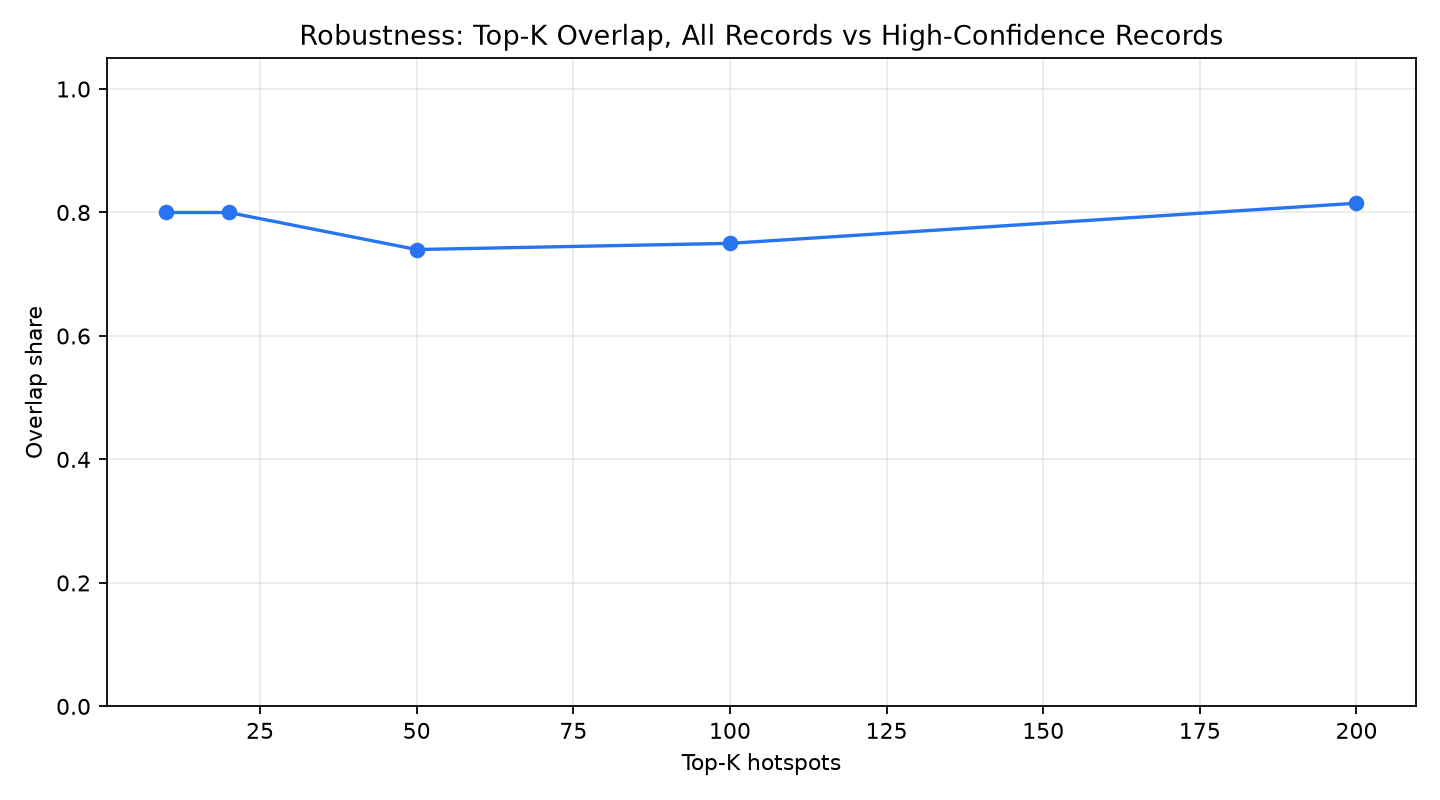 Robustness: Top-K Overlap, All Records vs High-Confidence Records
1.0
0.8
0.6
0.4
0.2
0.0
Overlap share
25 50 75 100 125 150 175 200
Top-K hotspots